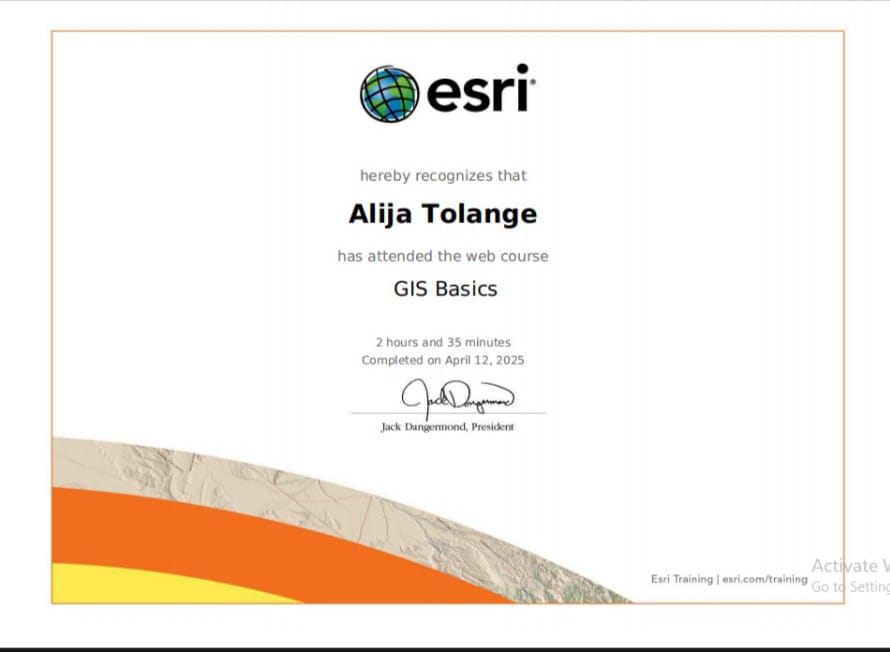 esri
hereby recognizes that
Alija Tolange
has attended the web course
GIS Basics
2 hours and 35 minutes
Completed on April 12, 2025
Jack Dangermond
Jack Dangermond, President
Esri Training | esri.com/training
Activate
Go to